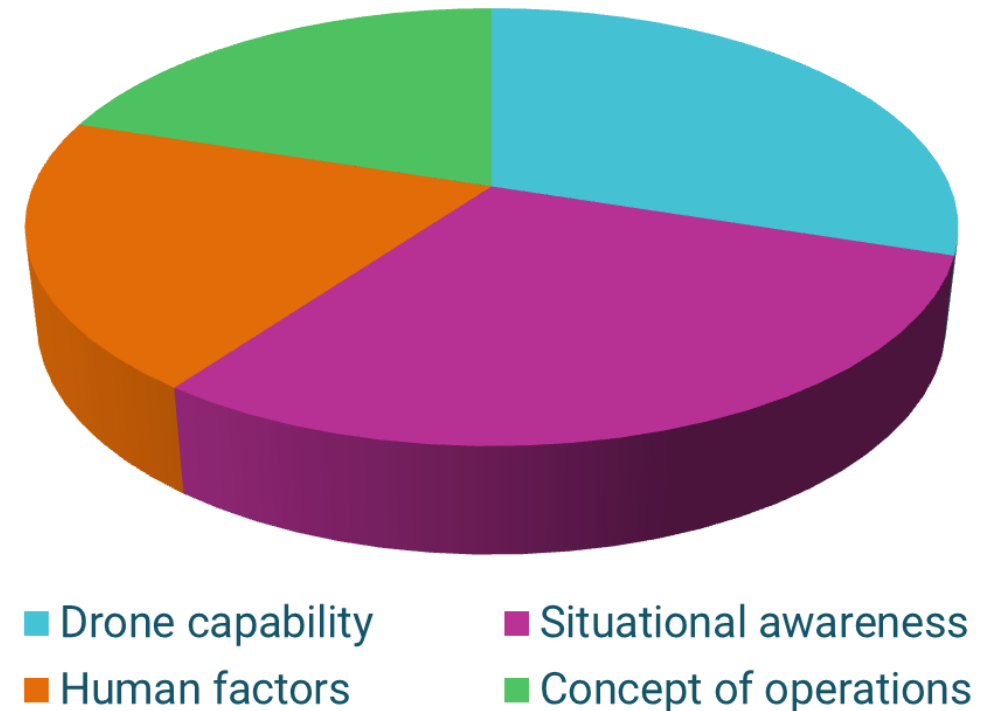 Drone capability
Situational awareness
Human factors
Concept of operations